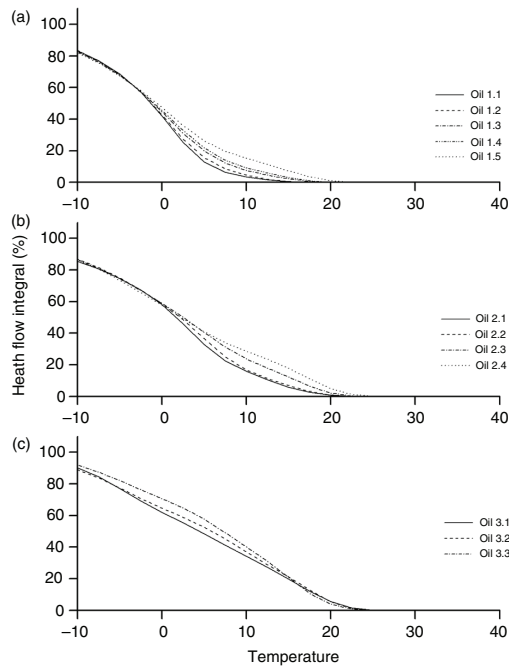 (a)
100
80
60
40
20
0
−10
0
10
20
30
40
Oil 1.1
Oil 1.2
Oil 1.3
Oil 1.4
Oil 1.5
(b)
100
80
60
40
20
0
−10
0
10
20
30
40
Oil 2.1
Oil 2.2
Oil 2.3
Oil 2.4
Heath flow integral (%)
(c)
100
80
60
40
20
0
−10
0
10
20
30
40
Oil 3.1
Oil 3.2
Oil 3.3
Temperature